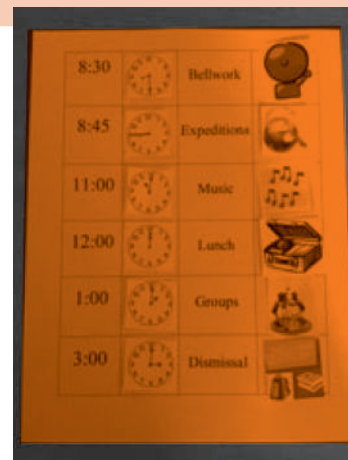 8:30 Bellwork
8:45 Expeditions
11:00 Music
12:00 Lunch
1:00 Groups
3:00 Dismissal